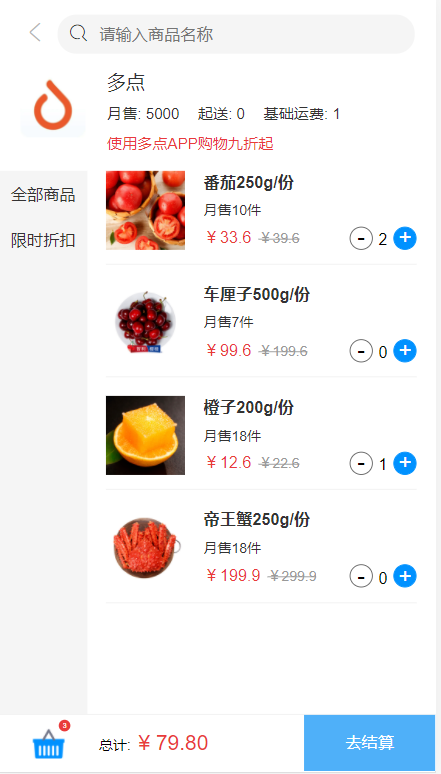 请输入商品名称
多点
月售: 5000 起送: 0 基础运费: 1
使用多点APP购物九折起
全部商品
限时折扣
番茄250g/份
月售10件
￥33.6 ￥39.6 - 2 +
车厘子500g/份
月售7件
￥99.6 ￥199.6 - 0 +
橙子200g/份
月售18件
￥12.6 ￥22.6 - 1 +
帝王蟹250g/份
月售18件
￥199.9 ￥299.9 - 0 +
3
总计: ￥79.80
去结算